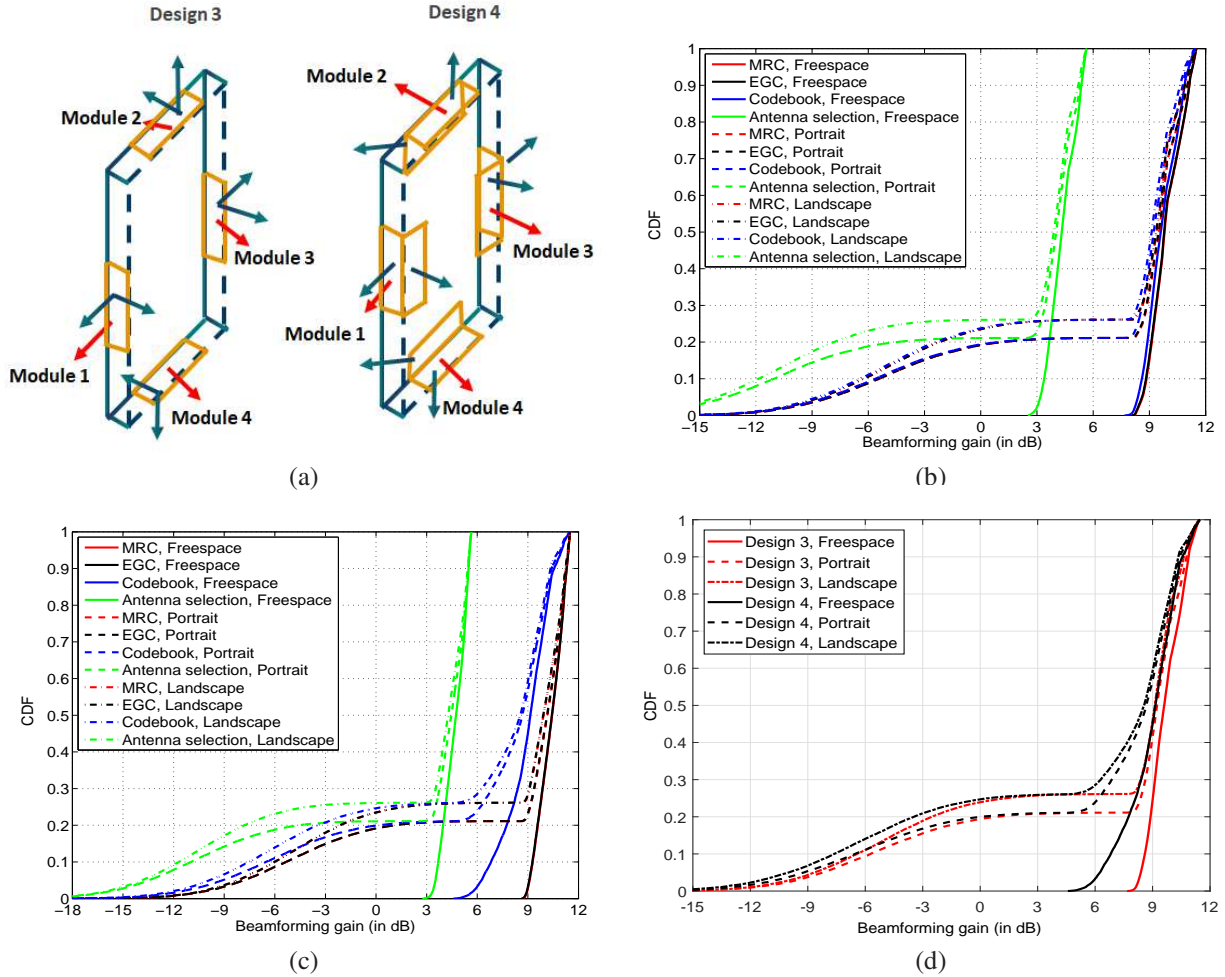 Design 3
Design 4
Module 2
Module 2
Module 3
Module 3
Module 1
Module 1
Module 4
Module 4
(a)
MRC, Freespace
EGC, Freespace
Codebook, Freespace
Antenna selection, Freespace
MRC, Portrait
EGC, Portrait
Codebook, Portrait
Antenna selection, Portrait
MRC, Landscape
EGC, Landscape
Codebook, Landscape
Antenna selection, Landscape
CDF
1
0.9
0.8
0.7
0.6
0.5
0.4
0.3
0.2
0.1
0
−15 −12 −9 −6 −3 0 3 6 9 12
Beamforming gain (in dB)
(b)
MRC, Freespace
EGC, Freespace
Codebook, Freespace
Antenna selection, Freespace
MRC, Portrait
EGC, Portrait
Codebook, Portrait
Antenna selection, Portrait
MRC, Landscape
EGC, Landscape
Codebook, Landscape
Antenna selection, Landscape
CDF
1
0.9
0.8
0.7
0.6
0.5
0.4
0.3
0.2
0.1
0
−18 −15 −12 −9 −6 −3 0 3 6 9 12
Beamforming gain (in dB)
(c)
Design 3, Freespace
Design 3, Portrait
Design 3, Landscape
Design 4, Freespace
Design 4, Portrait
Design 4, Landscape
CDF
1
0.9
0.8
0.7
0.6
0.5
0.4
0.3
0.2
0.1
0
-15 -12 -9 -6 -3 0 3 6 9 12
Beamforming gain (in dB)
(d)